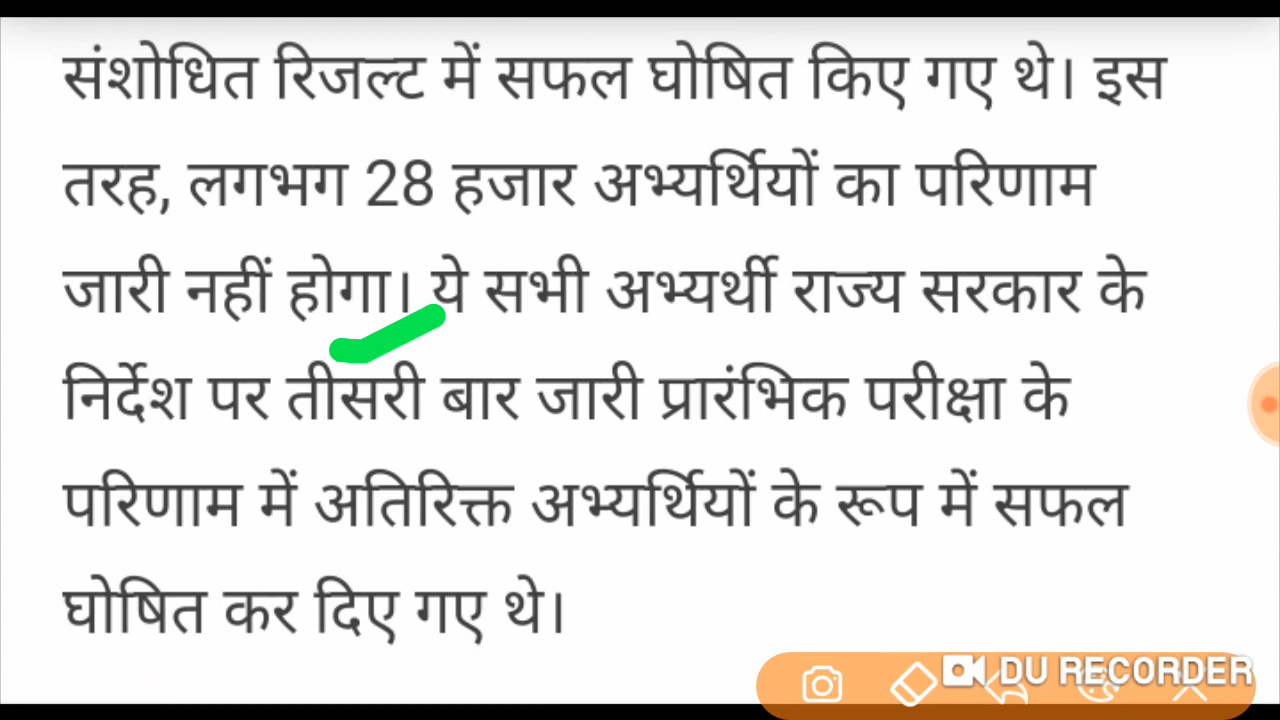 संशोधित रिजल्ट में सफल घोषित किए गए थे। इस
तरह, लगभग 28 हजार अभ्यर्थियों का परिणाम
जारी नहीं होगा। ये सभी अभ्यर्थी राज्य सरकार के
निर्देश पर तीसरी बार जारी प्रारंभिक परीक्षा के
परिणाम में अतिरिक्त अभ्यर्थियों के रूप में सफल
घोषित कर दिए गए थे।
DU RECORDER